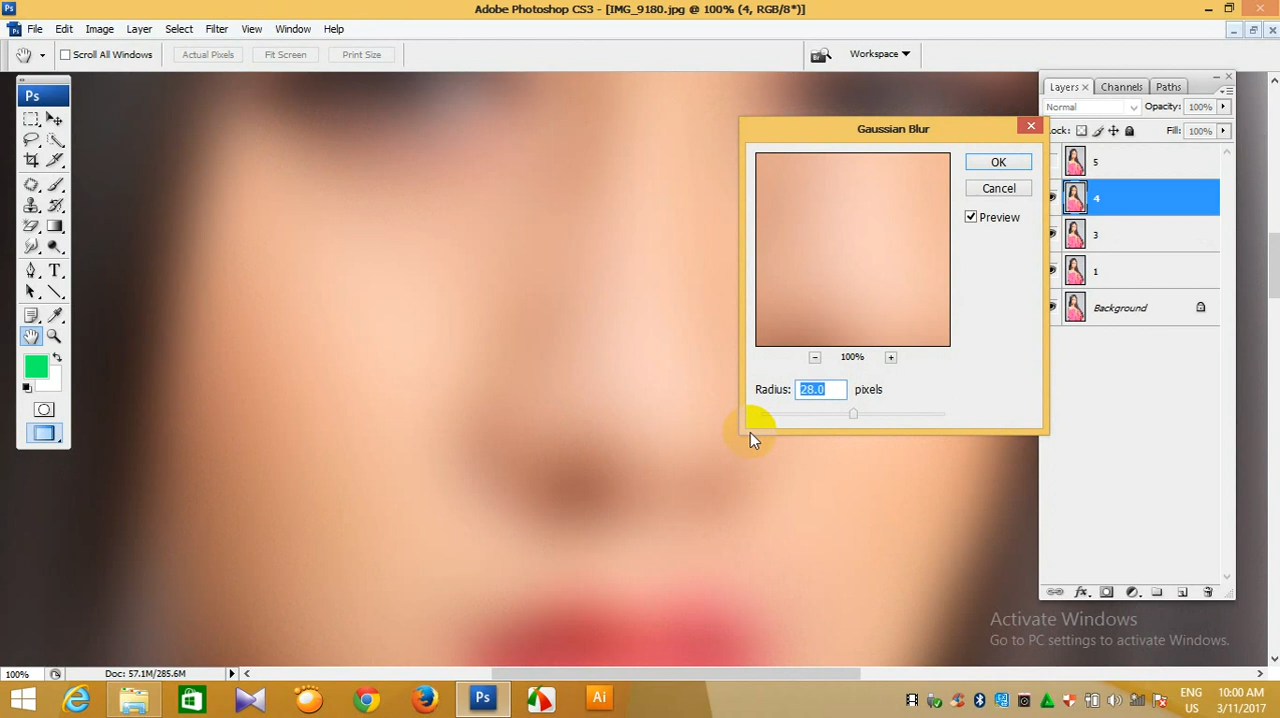 Ps
Adobe Photoshop CS3 - [IMG_9180.jpg @ 100% (4, RGB/8*)]
File Edit Image Layer Select Filter View Window Help
Scroll All Windows Actual Pixels Fit Screen Print Size Workspace
Ps
Layers Channels Paths
Normal Opacity: 100%
Lock: Fill: 100%
5
4
3
1
Background
Gaussian Blur
OK
Cancel
Preview
100%
Radius: 28.0 pixels
Activate Windows
Go to PC settings to activate Windows.
100% Doc: 57.1M/285.6M
Ps Ai
ENG 10:00 AM
US 3/11/2017